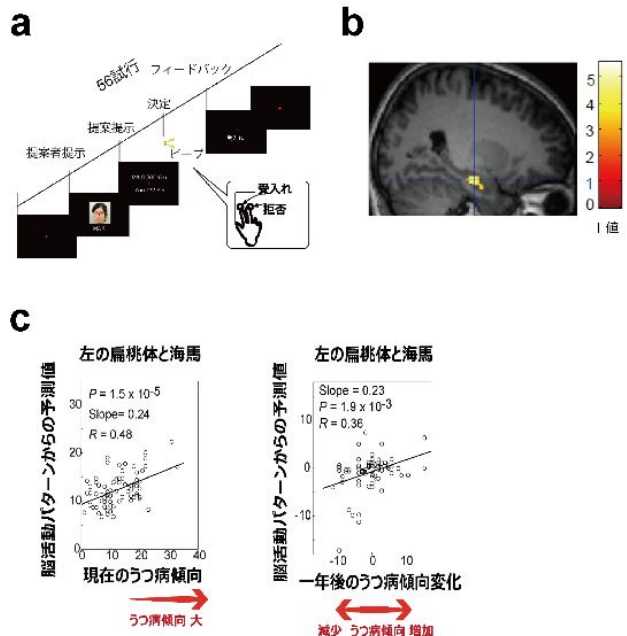 a
56試行
フィードバック
決定
提案提示
ビープ
提案者提示
受入れ
拒否
b
5
4
3
2
1
0
T 値
c
左の扁桃体と海馬
脳活動パターンからの予測値
P = 1.5 x 10-5
Slope= 0.24
R = 0.48
30
20
10
0
0 10 20 30 40
現在のうつ病傾向
うつ病傾向 大
左の扁桃体と海馬
脳活動パターンからの予測値
Slope = 0.23
P = 1.9 x 10-3
R = 0.36
10
0
-10
-10 0 10
一年後のうつ病傾向変化
減少 うつ病傾向 増加